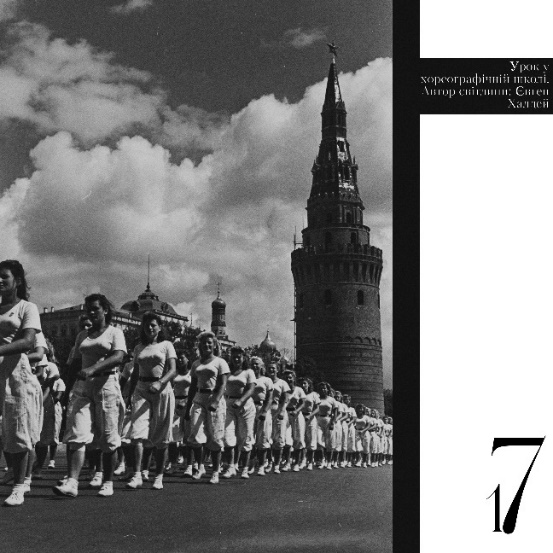 Урок у
хореографічній школі.
Автор світлини: Євген
Халдей
17